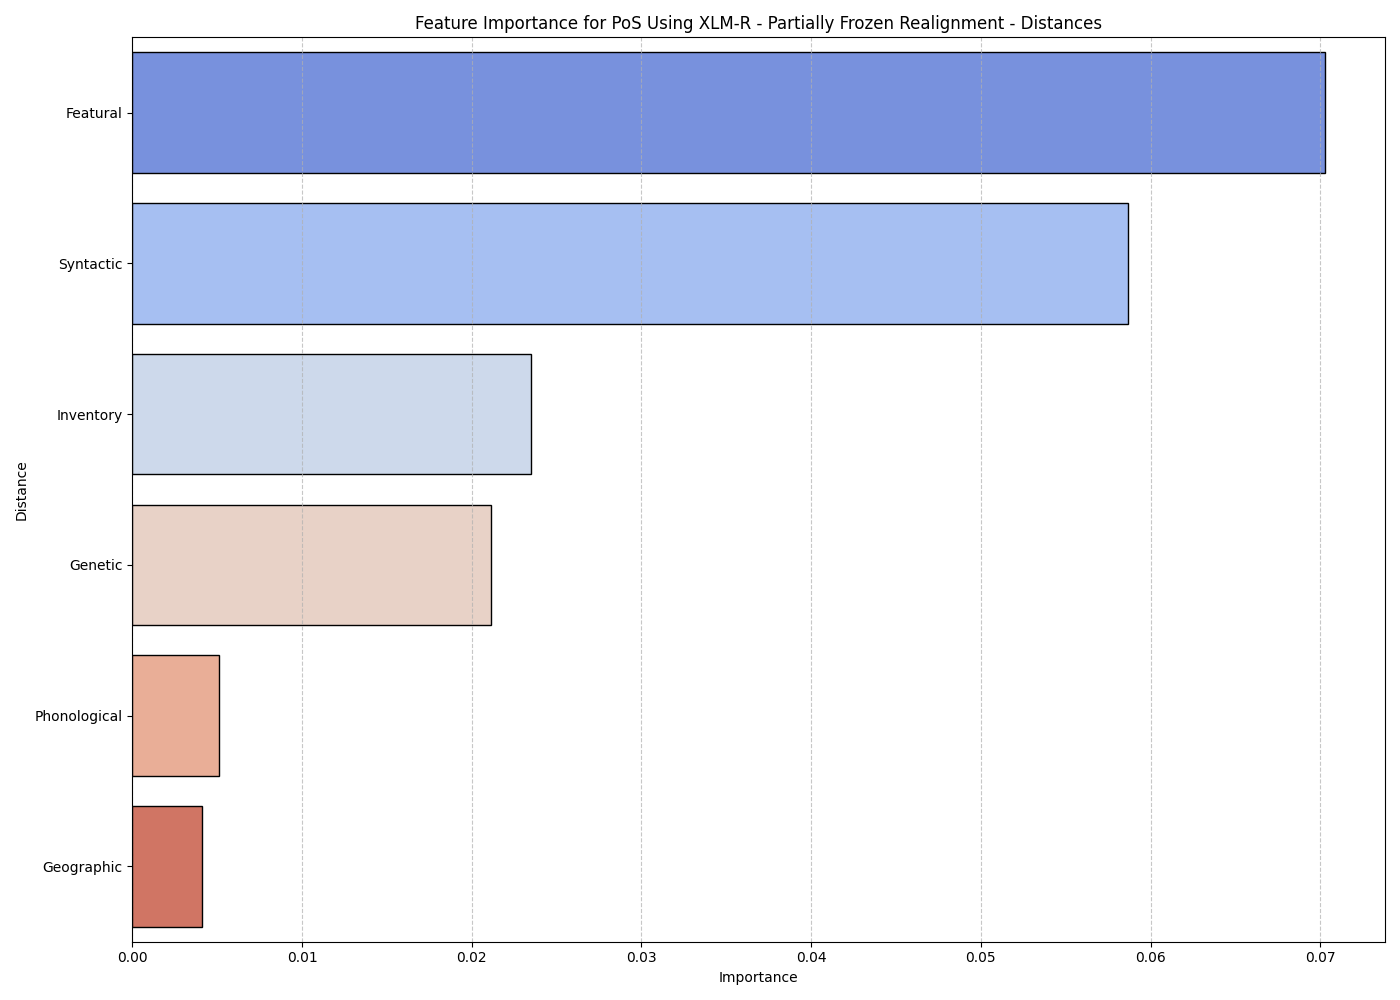 Feature Importance for PoS Using XLM-R - Partially Frozen Realignment - Distances
Featural
Syntactic
Inventory
Genetic
Phonological
Geographic
Distance
0.00 0.01 0.02 0.03 0.04 0.05 0.06 0.07
Importance